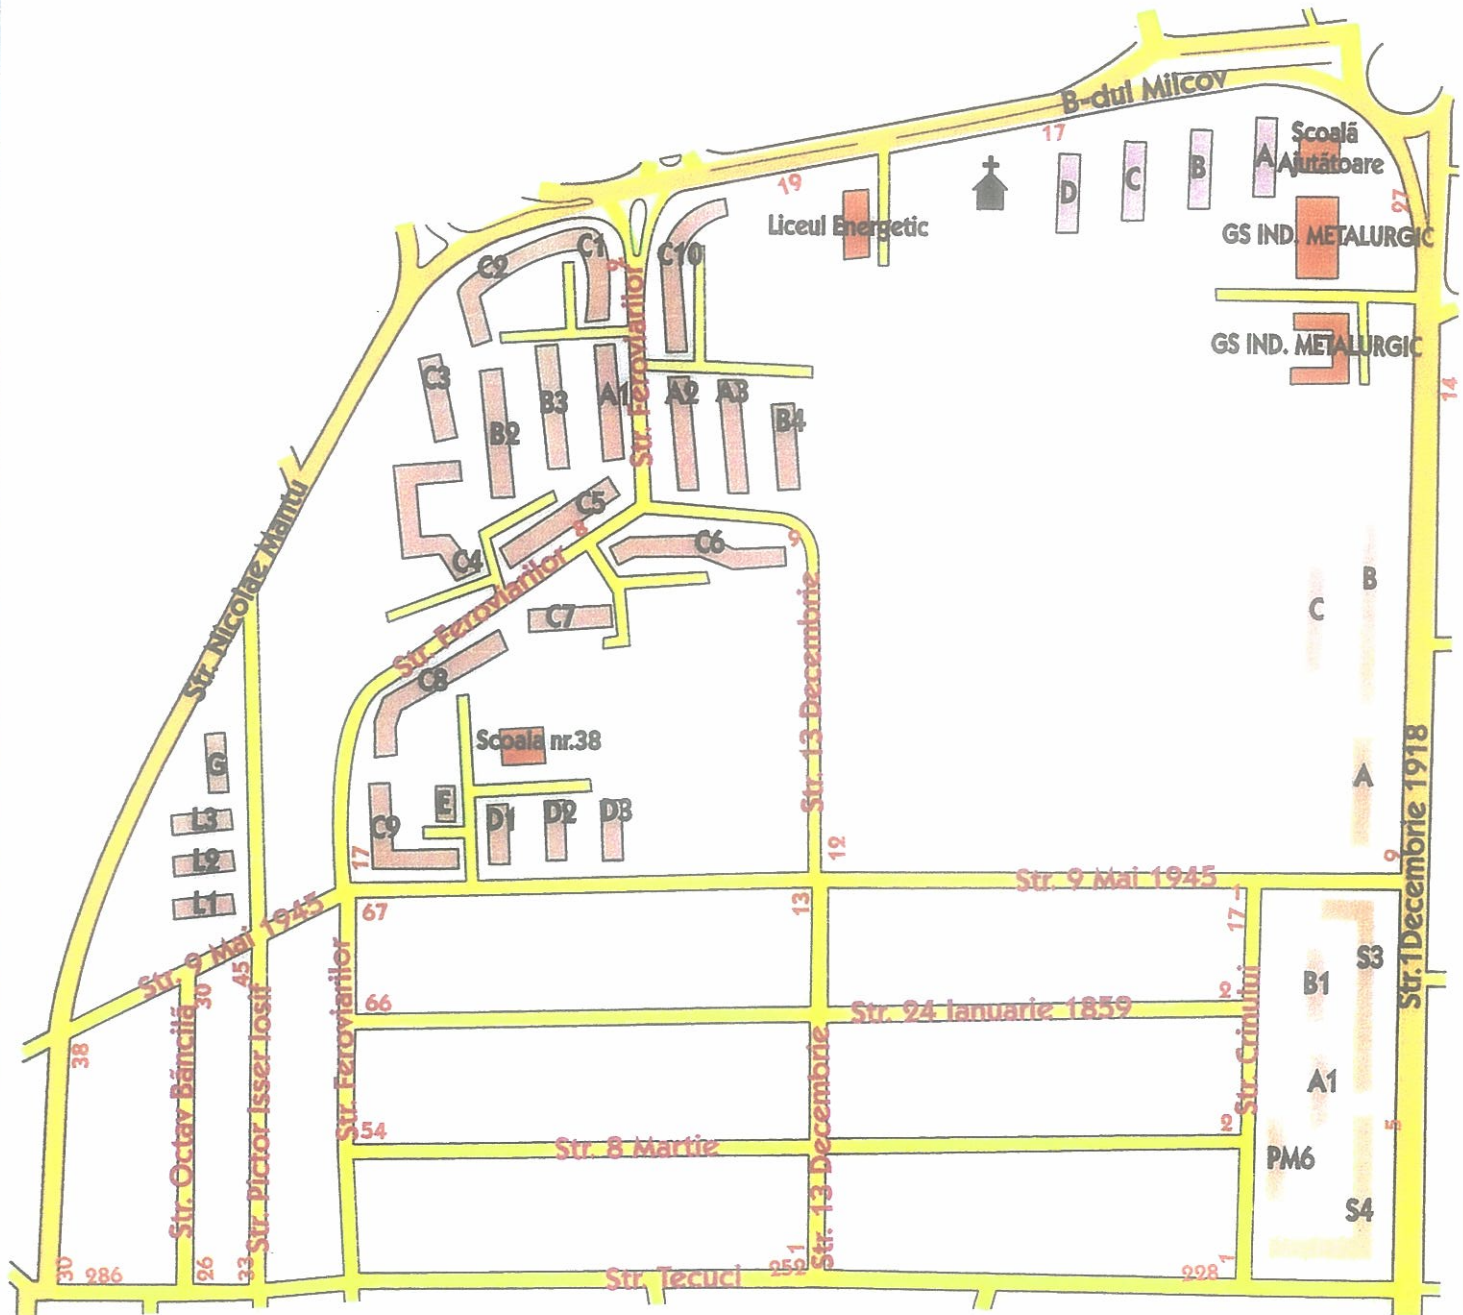 B-dul Milcov
17
19
Şcoalã
Ajutãtoare
A
B
C
D
27
Liceul Energetic
GS IND. METALURGIC
GS IND. METALURGIC
14
C1
C2
C10
9
Str. Feroviarilor
C3
B2
B3
A1
A2
A3
B4
C5
8
C4
C6
9
Str. Nicolae Mantu
Str. Feroviarilor
C7
C8
Str. 13 Decembrie
B
C
A
Scoala nr.38
G
L3
L2
L1
C9
E
D1
D2
D3
17
12
9
Str. 1 Decembrie 1918
Str. 9 Mai 1945
Str. 9 Mai 1945
67
13
1
17
45
30
38
66
2
Str. 24 Ianuarie 1859
Str. Feroviarilor
Str. Octav Bãncilã
Str. Pictor Isser Iosif
Str. 13 Decembrie
Str. Crinului
S3
B1
A1
54
Str. 8 Martie
2
5
PM6
S4
30
286
26
33
Str. Tecuci
252
1
228
1